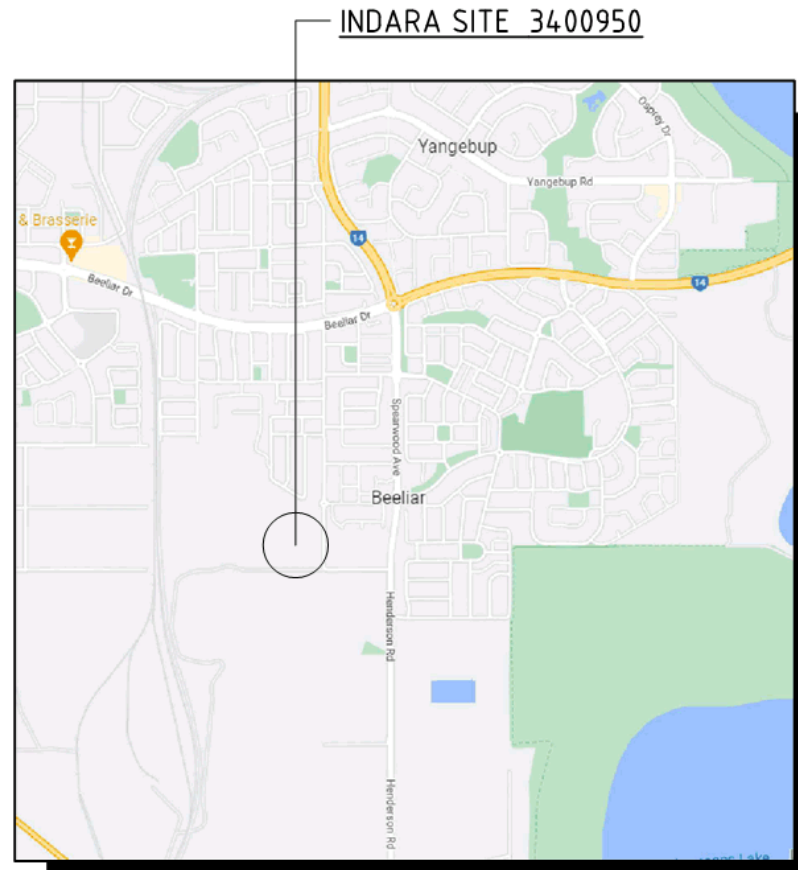 INDARA SITE 3400950
Osprey Dr
Yangebup
Yangebup Rd
& Brasserie
14
14
Beeliar Dr
Beeliar Dr
Spearwood Ave
Beeliar
Henderson Rd
Henderson Rd
Lake